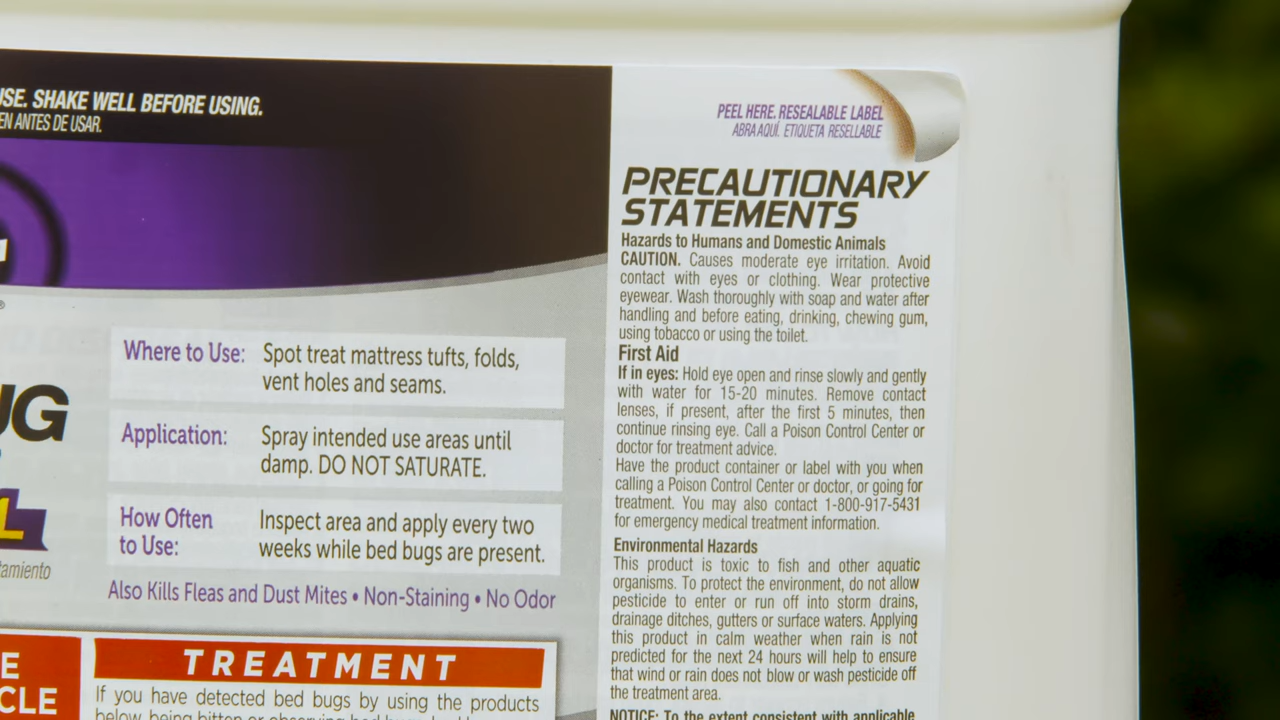 USE. SHAKE WELL BEFORE USING.
EN ANTES DE USAR.
UG
L
tamiento
Where to Use: Spot treat mattress tufts, folds,
vent holes and seams.
Application: Spray intended use areas until
damp. DO NOT SATURATE.
How Often Inspect area and apply every two
to Use: weeks while bed bugs are present.
Also Kills Fleas and Dust Mites • Non-Staining • No Odor
E
CLE
TREATMENT
If you have detected bed bugs by using the products
PEEL HERE. RESEALABLE LABEL
ABRA AQUÍ. ETIQUETA RESELLABLE
PRECAUTIONARY
STATEMENTS
Hazards to Humans and Domestic Animals
CAUTION. Causes moderate eye irritation. Avoid
contact with eyes or clothing. Wear protective
eyewear. Wash thoroughly with soap and water after
handling and before eating, drinking, chewing gum,
using tobacco or using the toilet.
First Aid
If in eyes: Hold eye open and rinse slowly and gently
with water for 15-20 minutes. Remove contact
lenses, if present, after the first 5 minutes, then
continue rinsing eye. Call a Poison Control Center or
doctor for treatment advice.
Have the product container or label with you when
calling a Poison Control Center or doctor, or going for
treatment. You may also contact 1-800-917-5431
for emergency medical treatment information.
Environmental Hazards
This product is toxic to fish and other aquatic
organisms. To protect the environment, do not allow
pesticide to enter or run off into storm drains,
drainage ditches, gutters or surface waters. Applying
this product in calm weather when rain is not
predicted for the next 24 hours will help to ensure
that wind or rain does not blow or wash pesticide off
the treatment area.
NOTICE: To the extent consistent with applicable